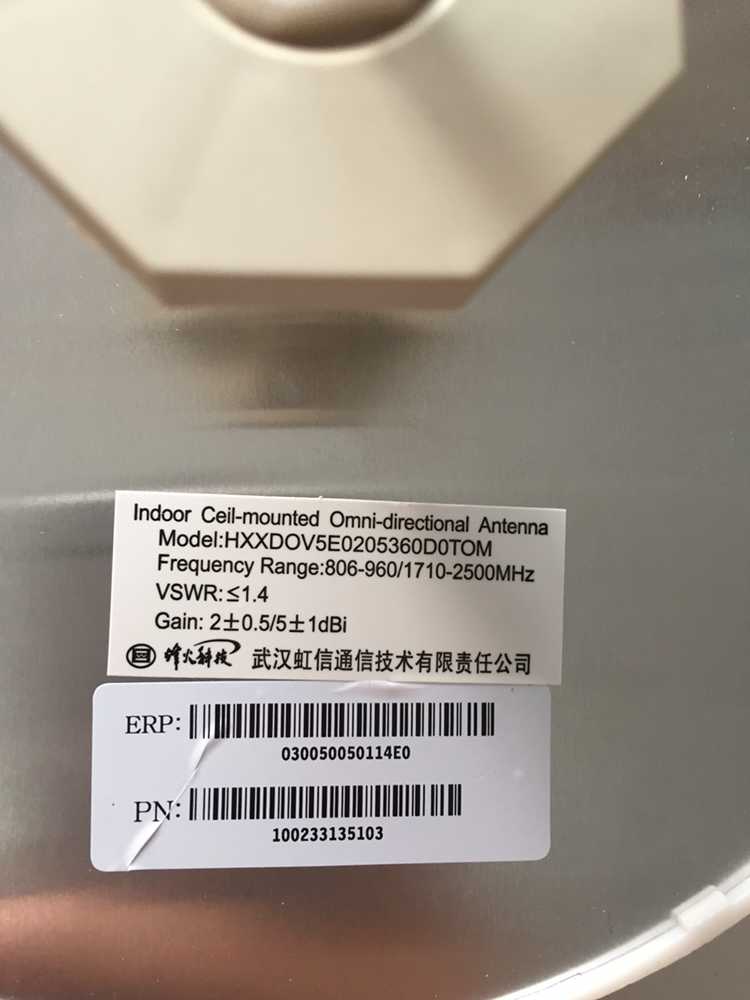 Indoor Ceil-mounted Omni-directional Antenna
Model:HXXDOV5E0205360D0TOM
Frequency Range:806-960/1710-2500MHz
VSWR:≤1.4
Gain: 2±0.5/5±1dBi
烽火科技 武汉虹信通信技术有限责任公司
ERP:
030050050114E0
PN:
100233135103